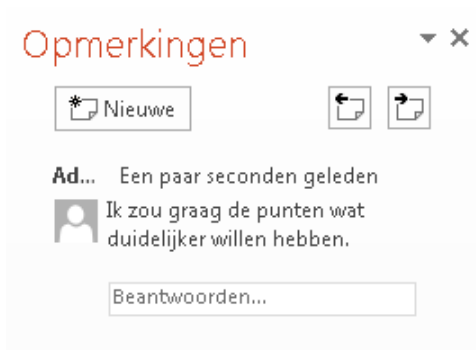 Opmerkingen
Nieuwe
Ad... Een paar seconden geleden
Ik zou graag de punten wat
duidelijker willen hebben.
Beantwoorden...